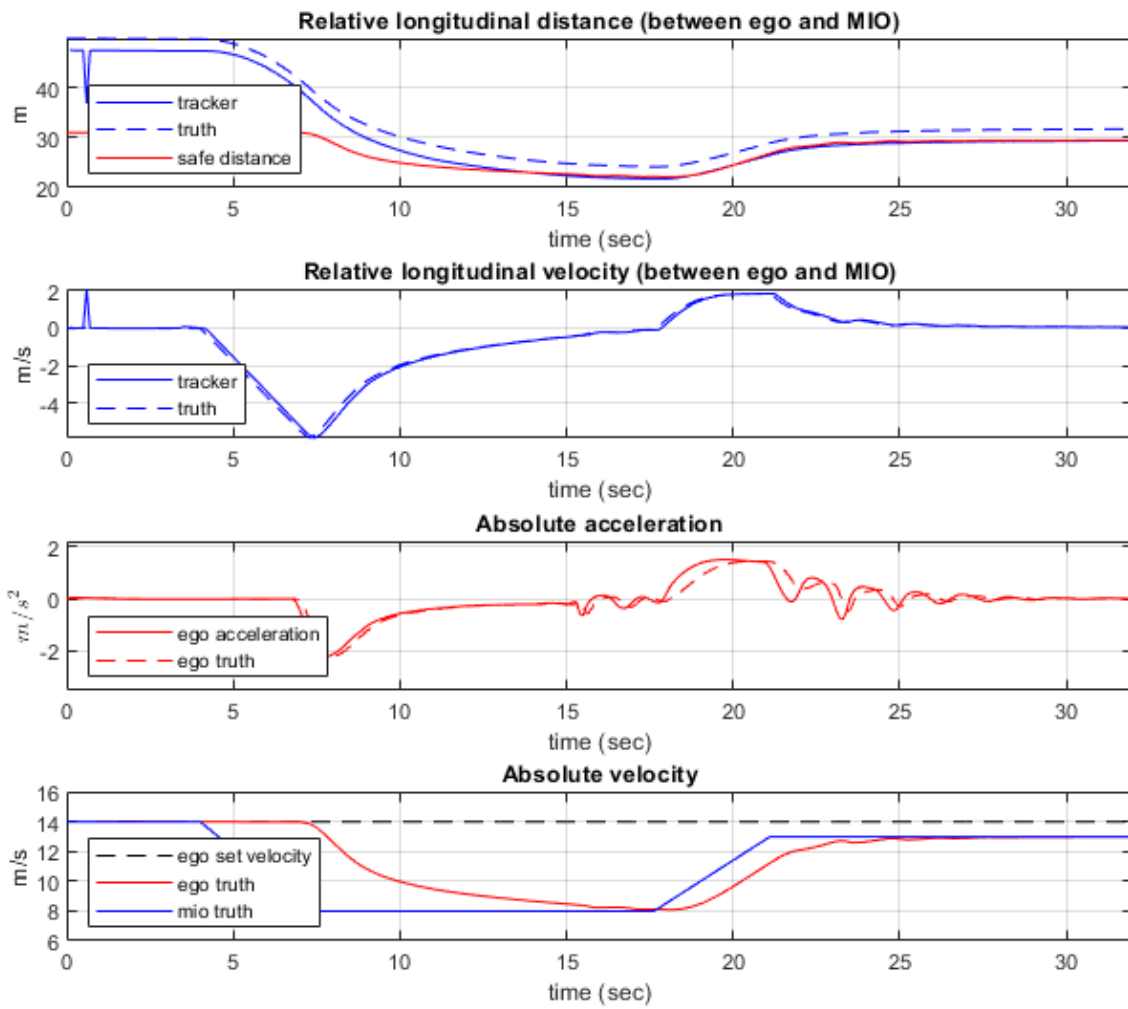 Relative longitudinal distance (between ego and MIO)
m
40
30
20
tracker
truth
safe distance
0 5 10 15 20 25 30
time (sec)
Relative longitudinal velocity (between ego and MIO)
m/s
2
0
-2
-4
tracker
truth
0 5 10 15 20 25 30
time (sec)
Absolute acceleration
m/s²
2
0
-2
ego acceleration
ego truth
0 5 10 15 20 25 30
time (sec)
Absolute velocity
m/s
16
14
12
10
8
6
ego set velocity
ego truth
mio truth
0 5 10 15 20 25 30
time (sec)